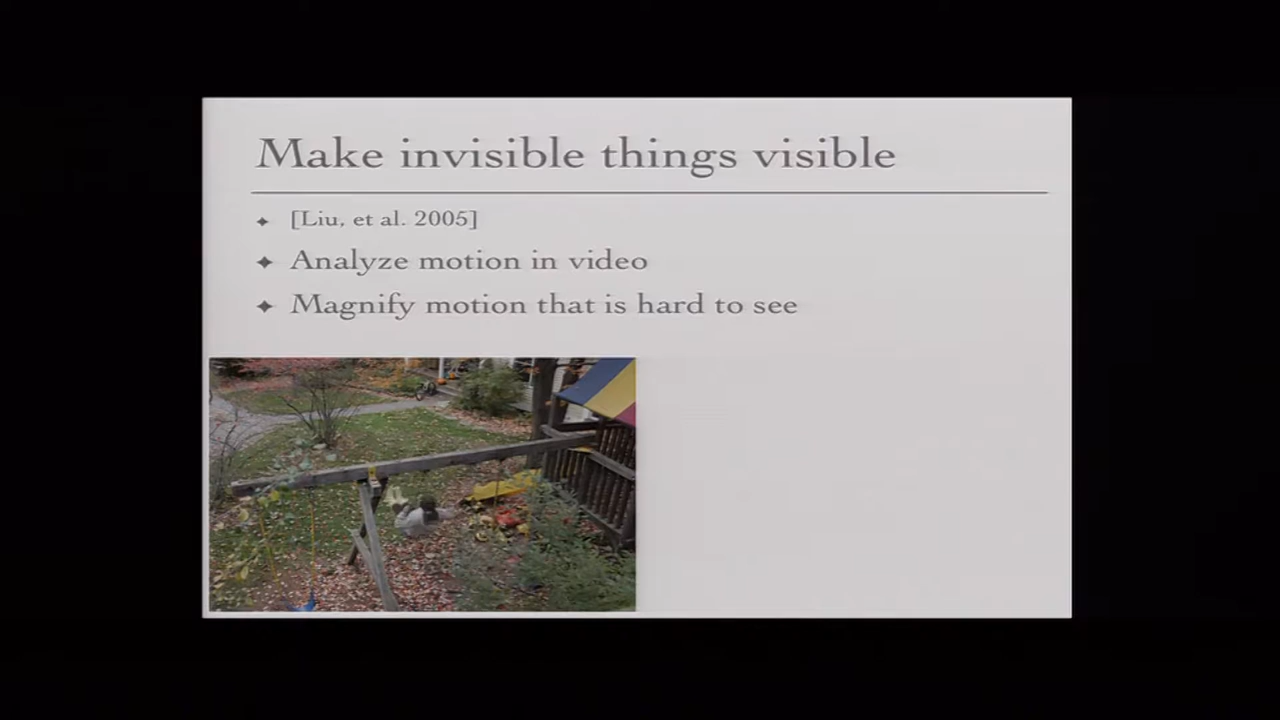 Make invisible things visible
[Liu, et al. 2005]
Analyze motion in video
Magnify motion that is hard to see